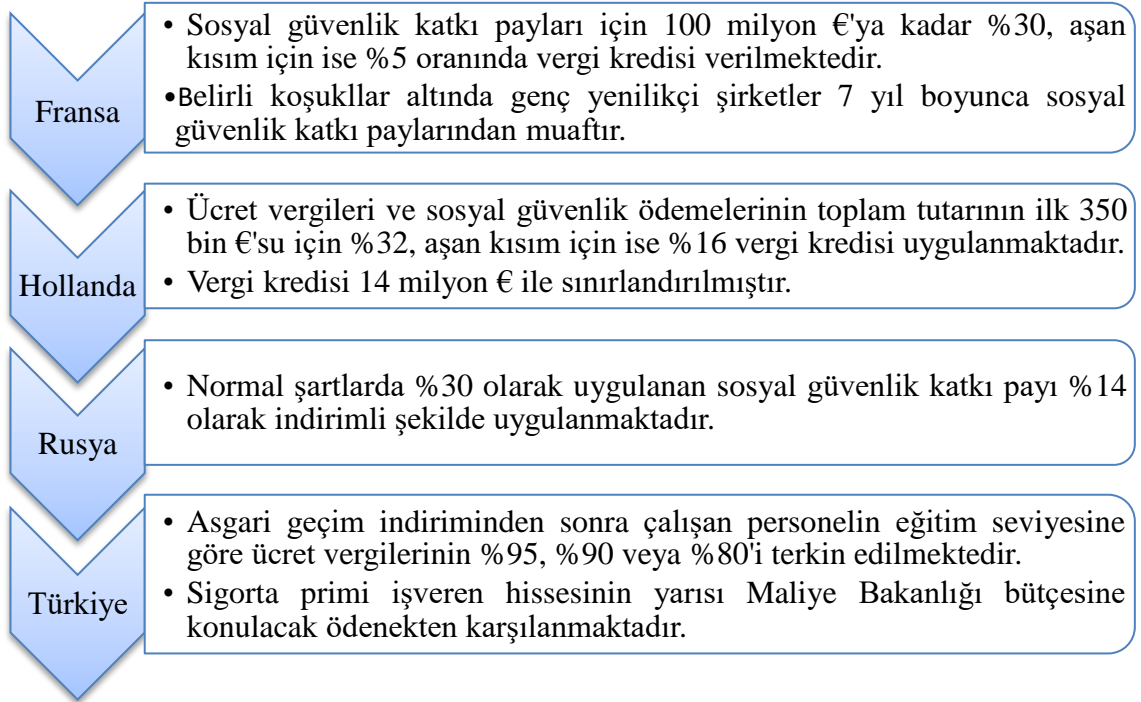 Fransa
• Sosyal güvenlik katkı payları için 100 milyon €'ya kadar %30, aşan
kısım için ise %5 oranında vergi kredisi verilmektedir.
•Belirli koşukllar altında genç yenilikçi şirketler 7 yıl boyunca sosyal
güvenlik katkı paylarından muaftır.
Hollanda
• Ücret vergileri ve sosyal güvenlik ödemelerinin toplam tutarının ilk 350
bin €'su için %32, aşan kısım için ise %16 vergi kredisi uygulanmaktadır.
• Vergi kredisi 14 milyon € ile sınırlandırılmıştır.
Rusya
• Normal şartlarda %30 olarak uygulanan sosyal güvenlik katkı payı %14
olarak indirimli şekilde uygulanmaktadır.
Türkiye
• Asgari geçim indiriminden sonra çalışan personelin eğitim seviyesine
göre ücret vergilerinin %95, %90 veya %80'i terkin edilmektedir.
• Sigorta primi işveren hissesinin yarısı Maliye Bakanlığı bütçesine
konulacak ödenekten karşılanmaktadır.